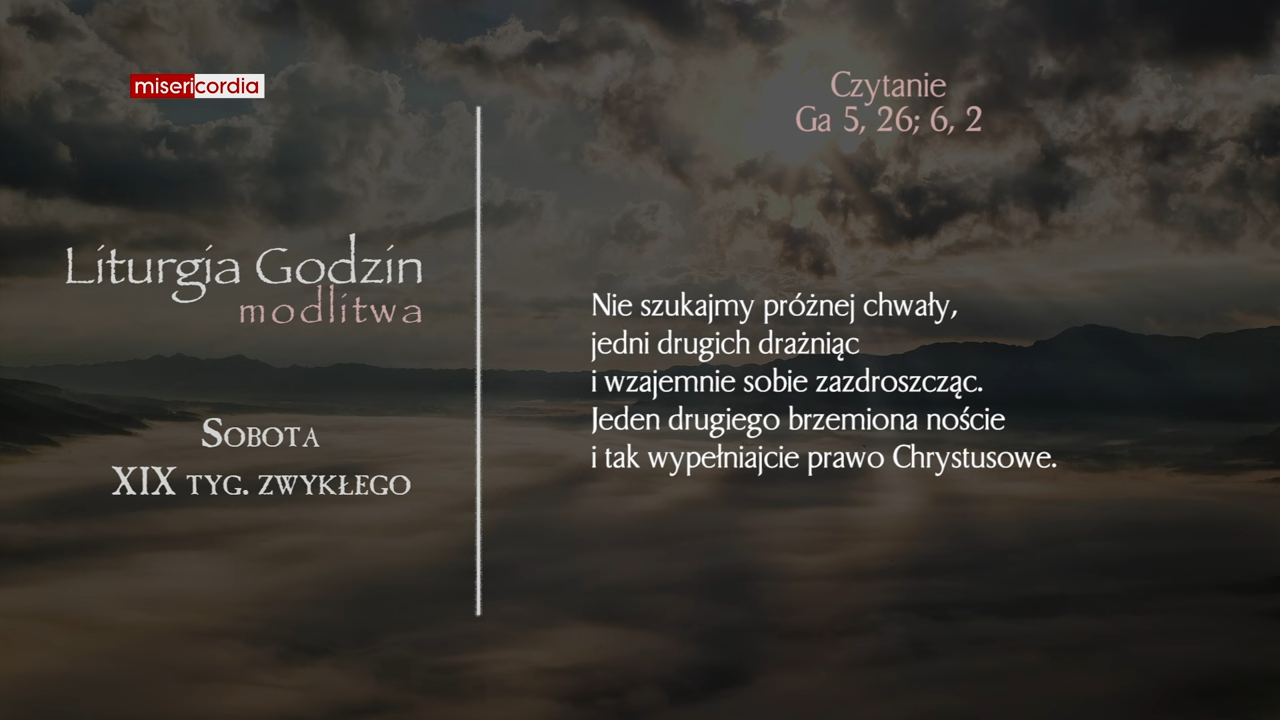 misericordia
Liturgia Godzin
modlitwa
Sobota
XIX tyg. zwykłego
Czytanie
Ga 5, 26; 6, 2
Nie szukajmy próżnej chwały,
jedni drugich drażniąc
i wzajemnie sobie zazdroszcząc.
Jeden drugiego brzemiona noście
i tak wypełniajcie prawo Chrystusowe.